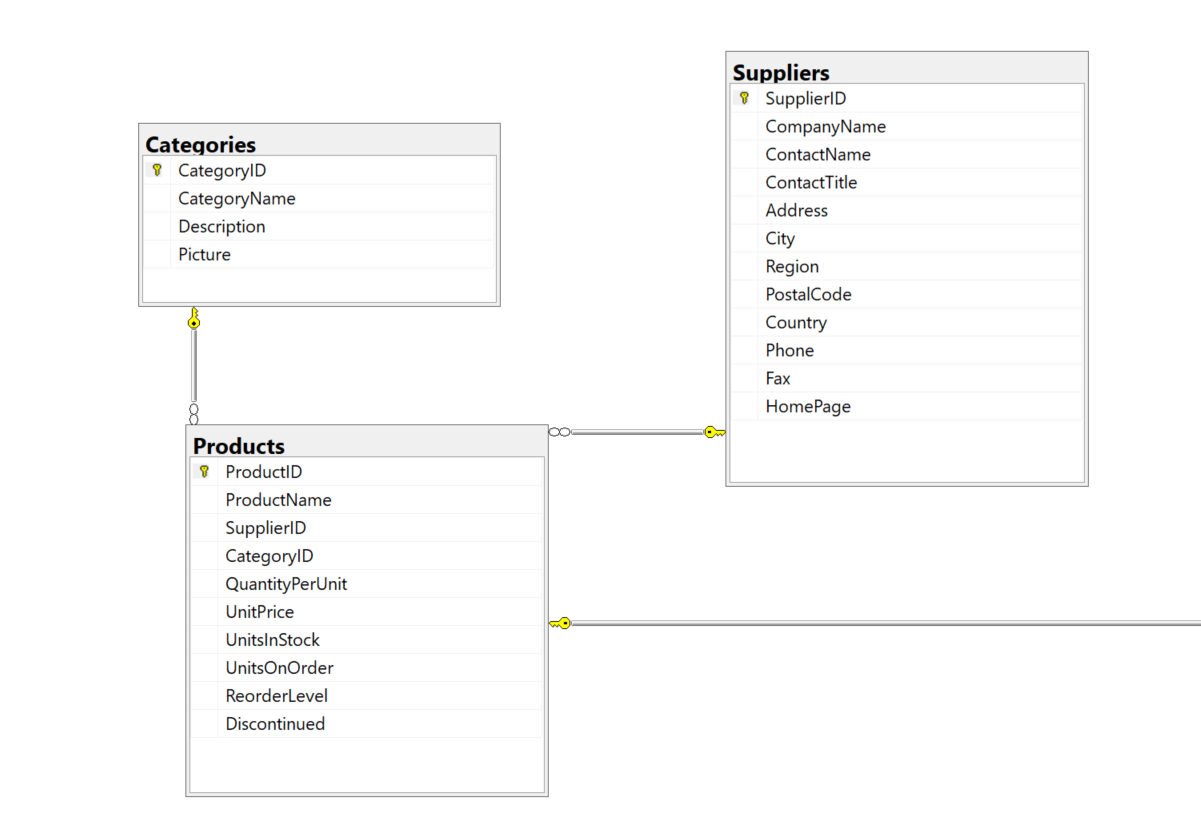 Categories
CategoryID
CategoryName
Description
Picture
Suppliers
SupplierID
CompanyName
ContactName
ContactTitle
Address
City
Region
PostalCode
Country
Phone
Fax
HomePage
Products
ProductID
ProductName
SupplierID
CategoryID
QuantityPerUnit
UnitPrice
UnitsInStock
UnitsOnOrder
ReorderLevel
Discontinued